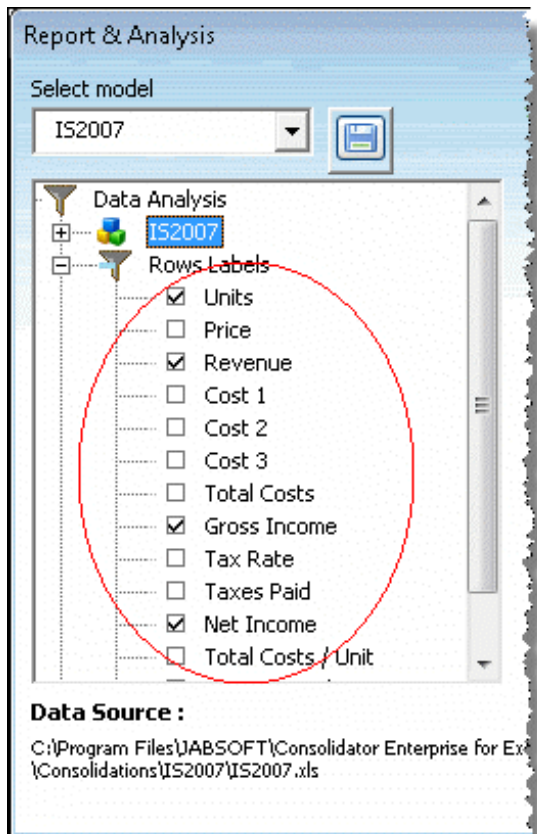 Report & Analysis
Select model
IS2007
Data Analysis
IS2007
Rows Labels
Units
Price
Revenue
Cost 1
Cost 2
Cost 3
Total Costs
Gross Income
Tax Rate
Taxes Paid
Net Income
Total Costs / Unit
Data Source :
C:\Program Files\JABSOFT\Consolidator Enterprise for Ex
\Consolidations\IS2007\IS2007.xls